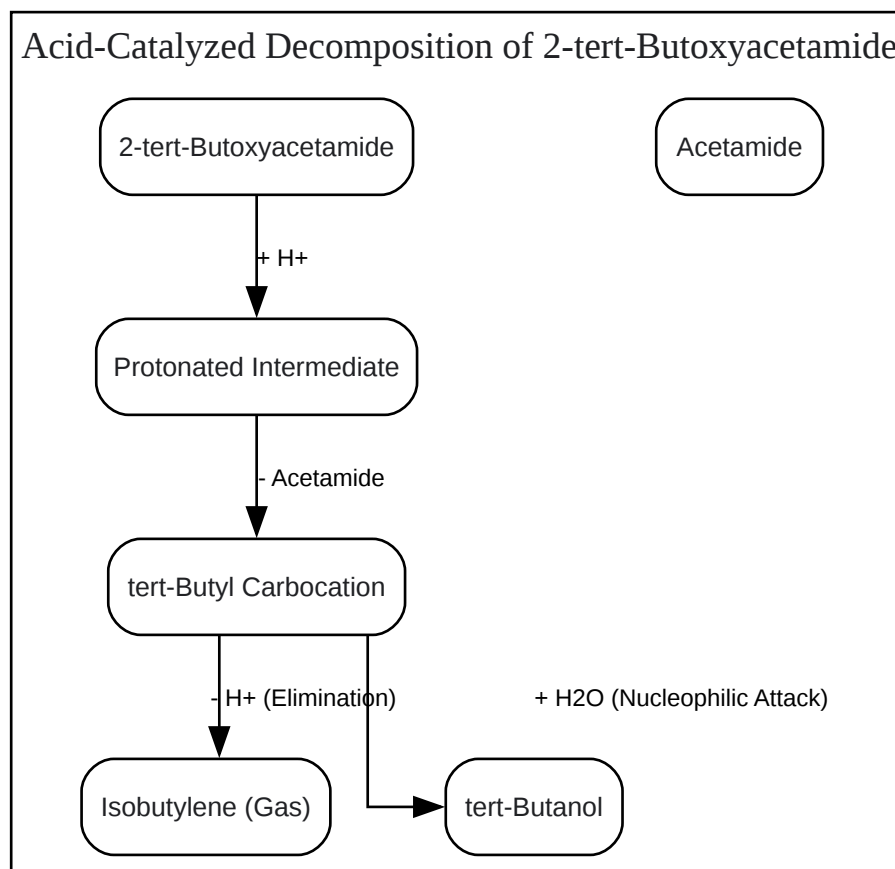 Acid-Catalyzed Decomposition of 2-tert-Butoxyacetamide
2-tert-Butoxyacetamide
Acetamide
+ H+
Protonated Intermediate
- Acetamide
tert-Butyl Carbocation
- H+ (Elimination)
+ H2O (Nucleophilic Attack)
Isobutylene (Gas)
tert-Butanol